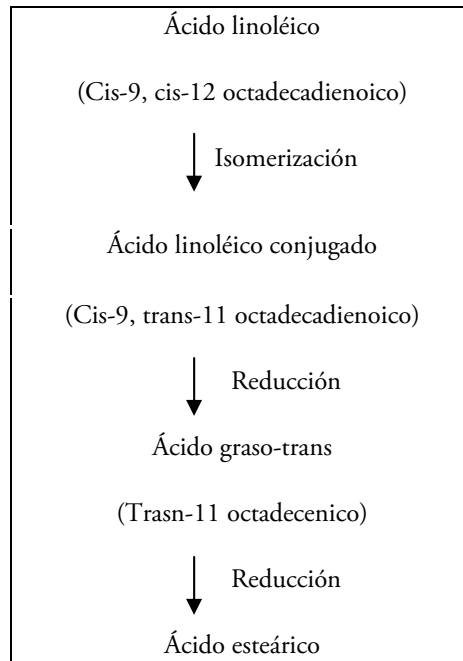 Ácido linoléico
(Cis-9, cis-12 octadecadienoico)
Isomerización
Ácido linoléico conjugado
(Cis-9, trans-11 octadecadienoico)
Reducción
Ácido graso-trans
(Trasn-11 octadecenico)
Reducción
Ácido esteárico